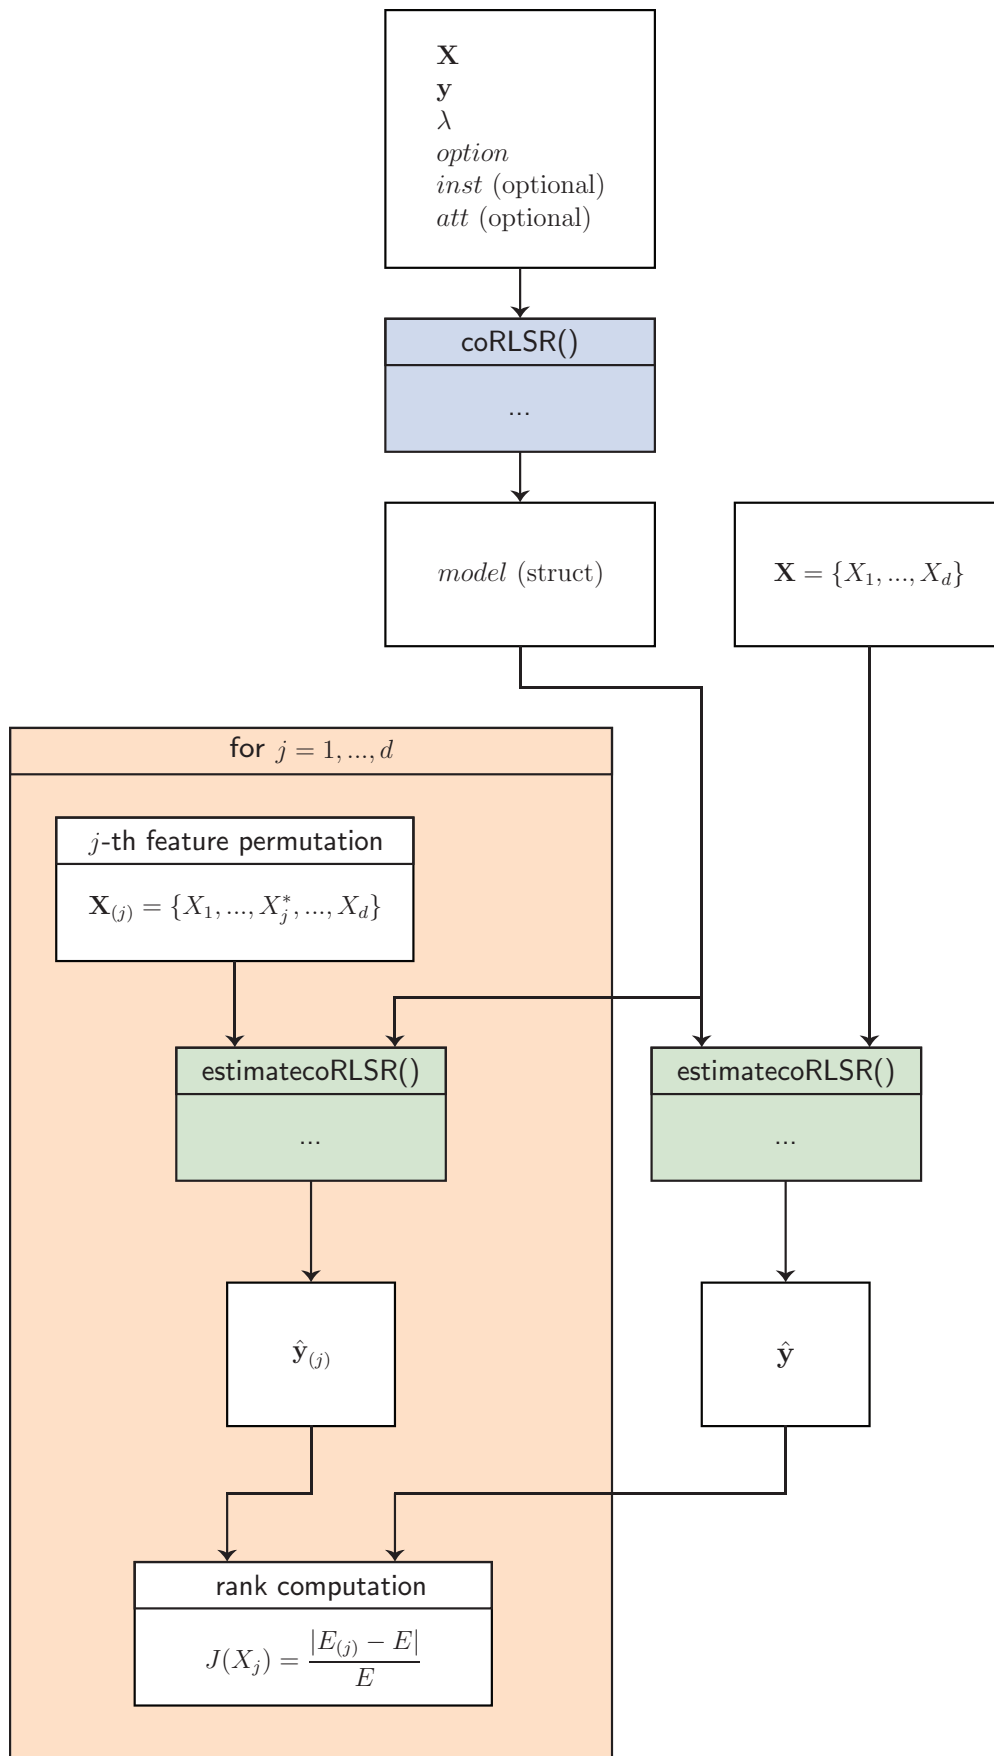 X
y
λ
option
inst (optional)
att (optional)
coRLSR()
...
model (struct)
X = {X_1, ..., X_d}
for j = 1, ..., d
j-th feature permutation
X_(j) = {X_1, ..., X_j^*, ..., X_d}
estimatecoRLSR()
...
estimatecoRLSR()
...
ŷ_(j)
ŷ
rank computation
J(X_j) = |E_(j) − E| / E